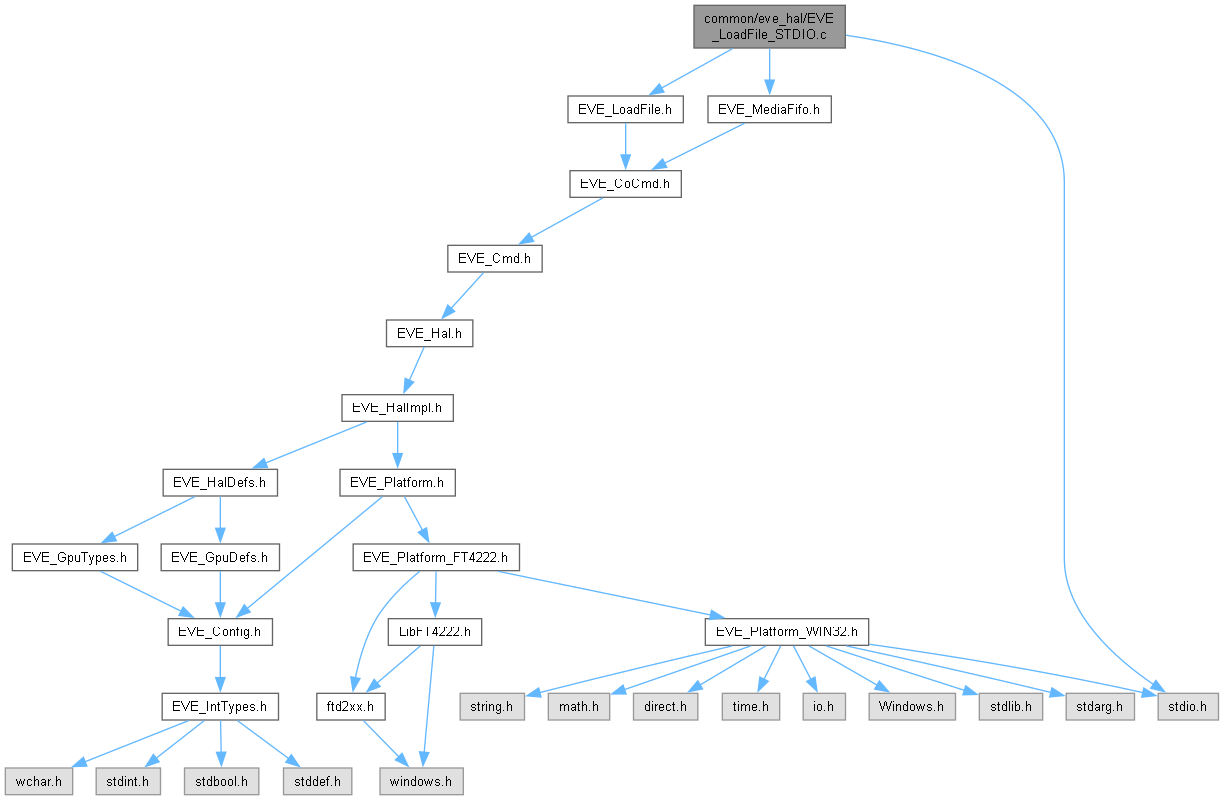 common/eve_hal/EVE
_LoadFile_STDIO.c
EVE_LoadFile.h
EVE_MediaFifo.h
EVE_CoCmd.h
EVE_Cmd.h
EVE_Hal.h
EVE_HalImpl.h
EVE_HalDefs.h
EVE_Platform.h
EVE_GpuTypes.h
EVE_GpuDefs.h
EVE_Platform_FT4222.h
EVE_Config.h
LibFT4222.h
EVE_Platform_WIN32.h
EVE_IntTypes.h
ftd2xx.h
string.h
math.h
direct.h
time.h
io.h
Windows.h
stdlib.h
stdarg.h
stdio.h
wchar.h
stdint.h
stdbool.h
stddef.h
windows.h